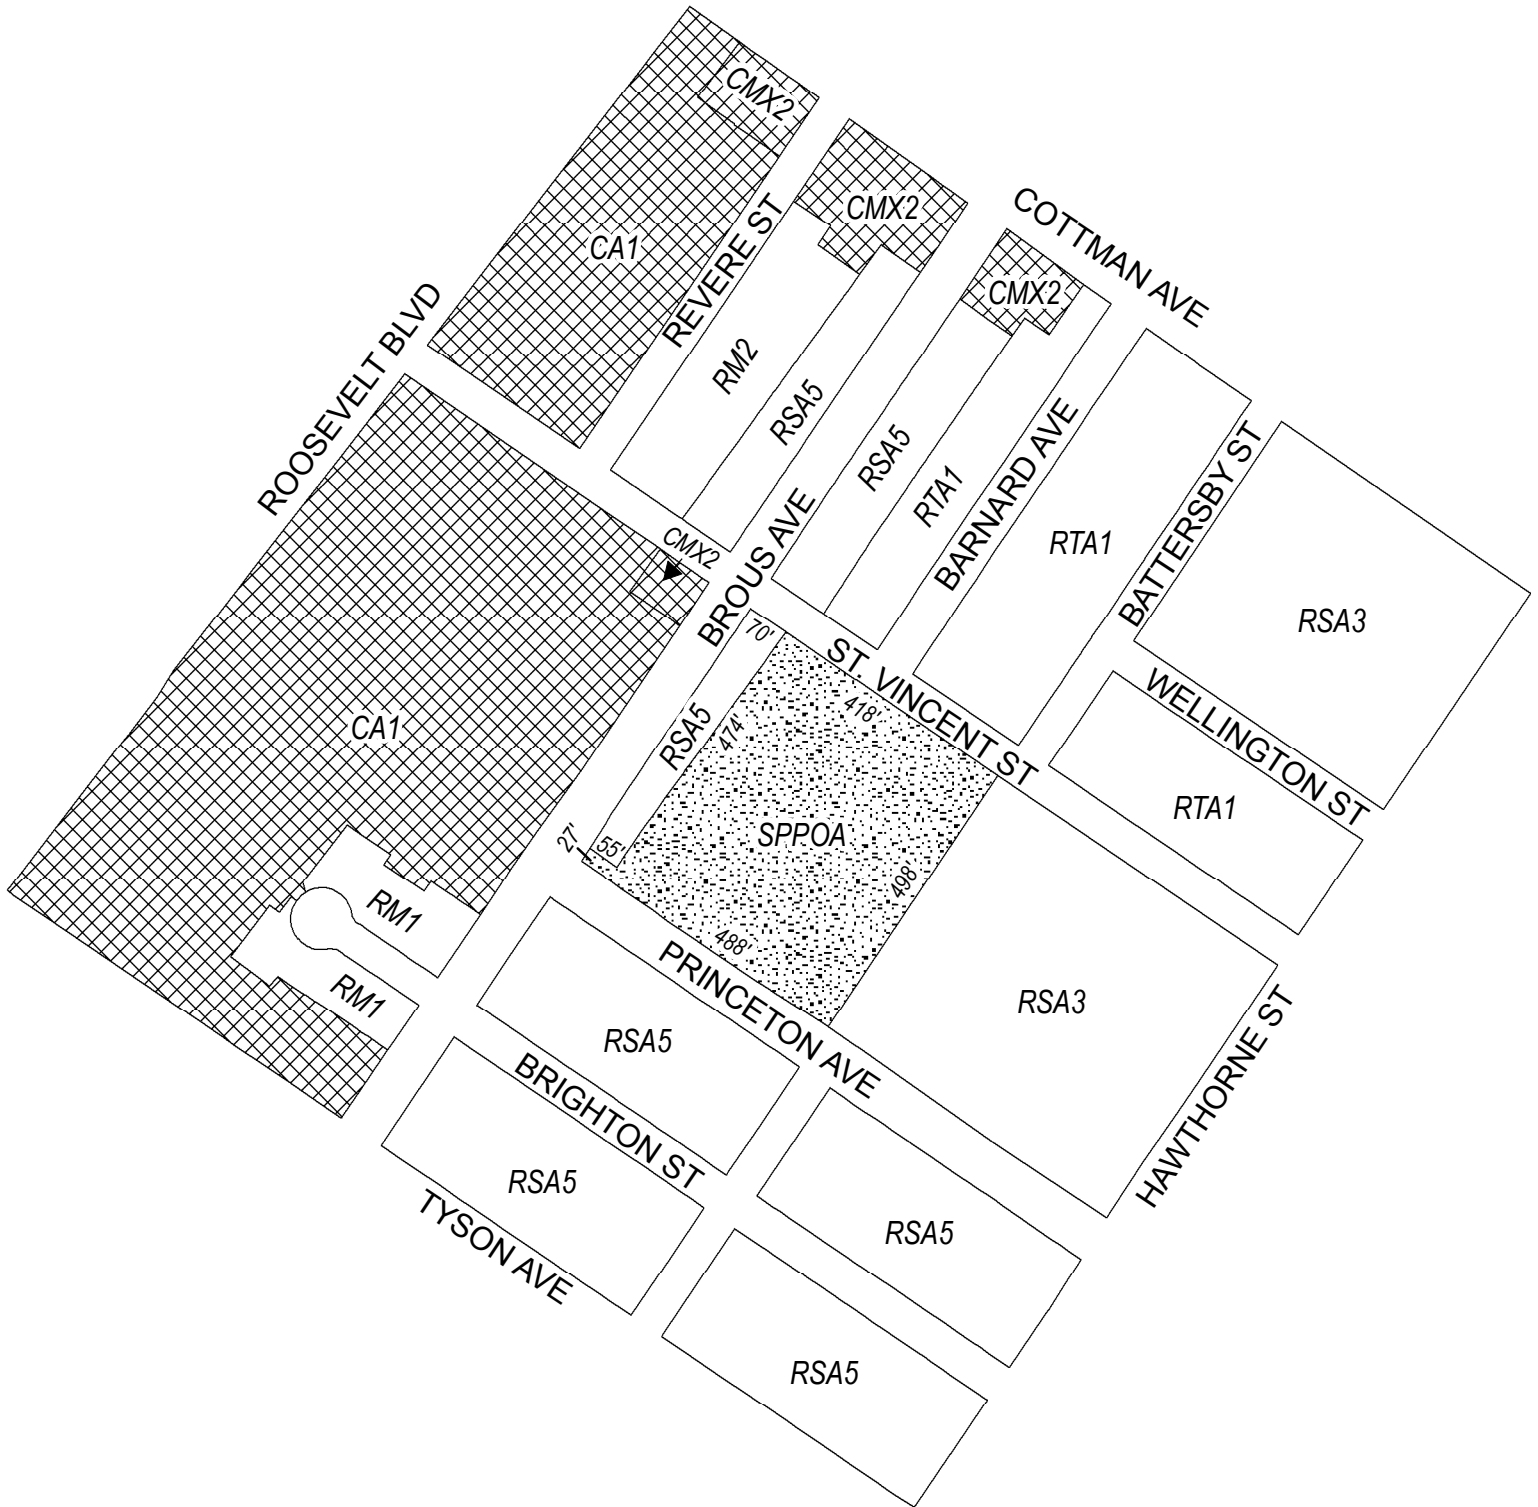 CMX2
CMX2
COTTMAN AVE
CA1
REVERE ST
CMX2
ROOSEVELT BLVD
RM2
RSA5
RSA5
RTA1
BARNARD AVE
RTA1
BATTERSBY ST
RSA3
CMX2
BROUS AVE
70'
ST. VINCENT ST
418'
WELLINGTON ST
RSA5
474'
CA1
RTA1
SPPOA
27'
55'
498'
488'
RM1
RM1
PRINCETON AVE
RSA3
HAWTHORNE ST
RSA5
BRIGHTON ST
RSA5
TYSON AVE
RSA5
RSA5